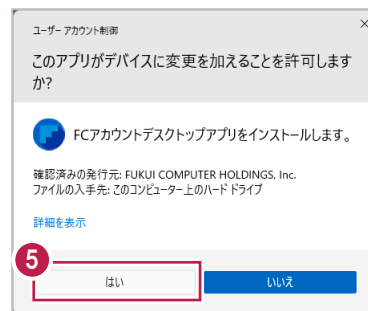 ユーザー アカウント制御
×
このアプリがデバイスに変更を加えることを許可します
か?
FCアカウントデスクトップアプリをインストールします。
確認済みの発行元: FUKUI COMPUTER HOLDINGS, Inc.
ファイルの入手先: このコンピューター上のハード ドライブ
詳細を表示
5
はい
いいえ